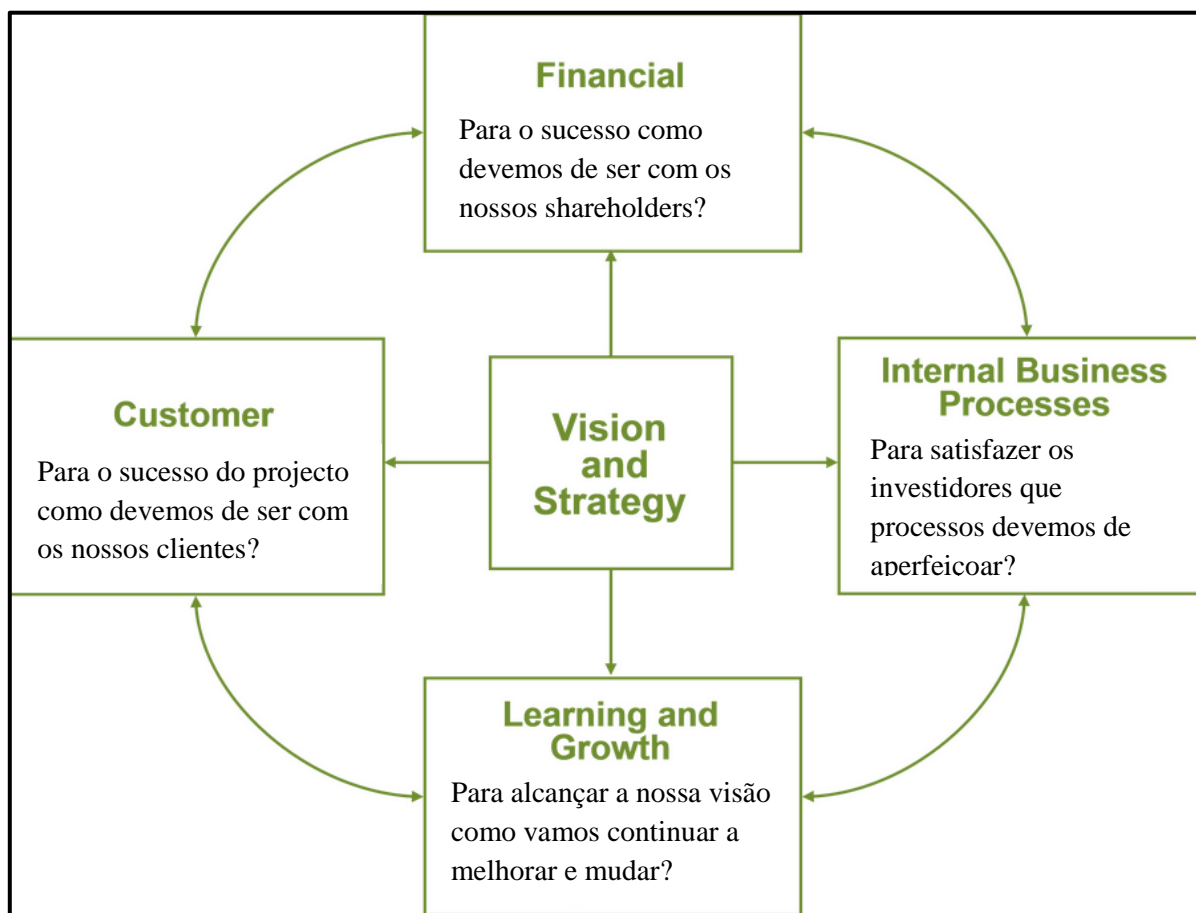 Financial
Para o sucesso como
devemos de ser com os
nossos shareholders?
Customer
Para o sucesso do projecto
como devemos de ser com
os nossos clientes?
Vision
and
Strategy
Internal Business
Processes
Para satisfazer os
investidores que
processos devemos de
aperfeiçoar?
Learning and
Growth
Para alcançar a nossa visão
como vamos continuar a
melhorar e mudar?